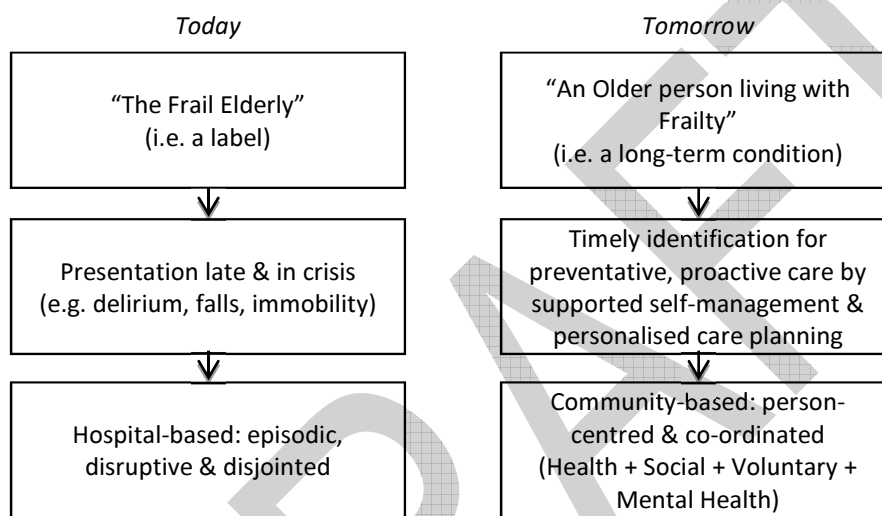 Today
“The Frail Elderly”
(i.e. a label)
Presentation late & in crisis
(e.g. delirium, falls, immobility)
Hospital-based: episodic,
disruptive & disjointed
Tomorrow
“An Older person living with
Frailty”
(i.e. a long-term condition)
Timely identification for
preventative, proactive care by
supported self-management &
personalised care planning
Community-based: person-
centred & co-ordinated
(Health + Social + Voluntary +
Mental Health)